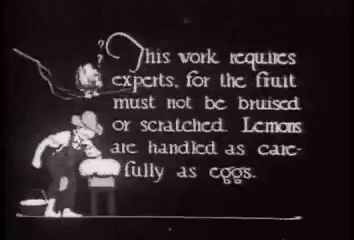 ?
This work requires
experts, for the fruit
must not be bruised
or scratched. Lemons
are handled as care-
fully as eggs.